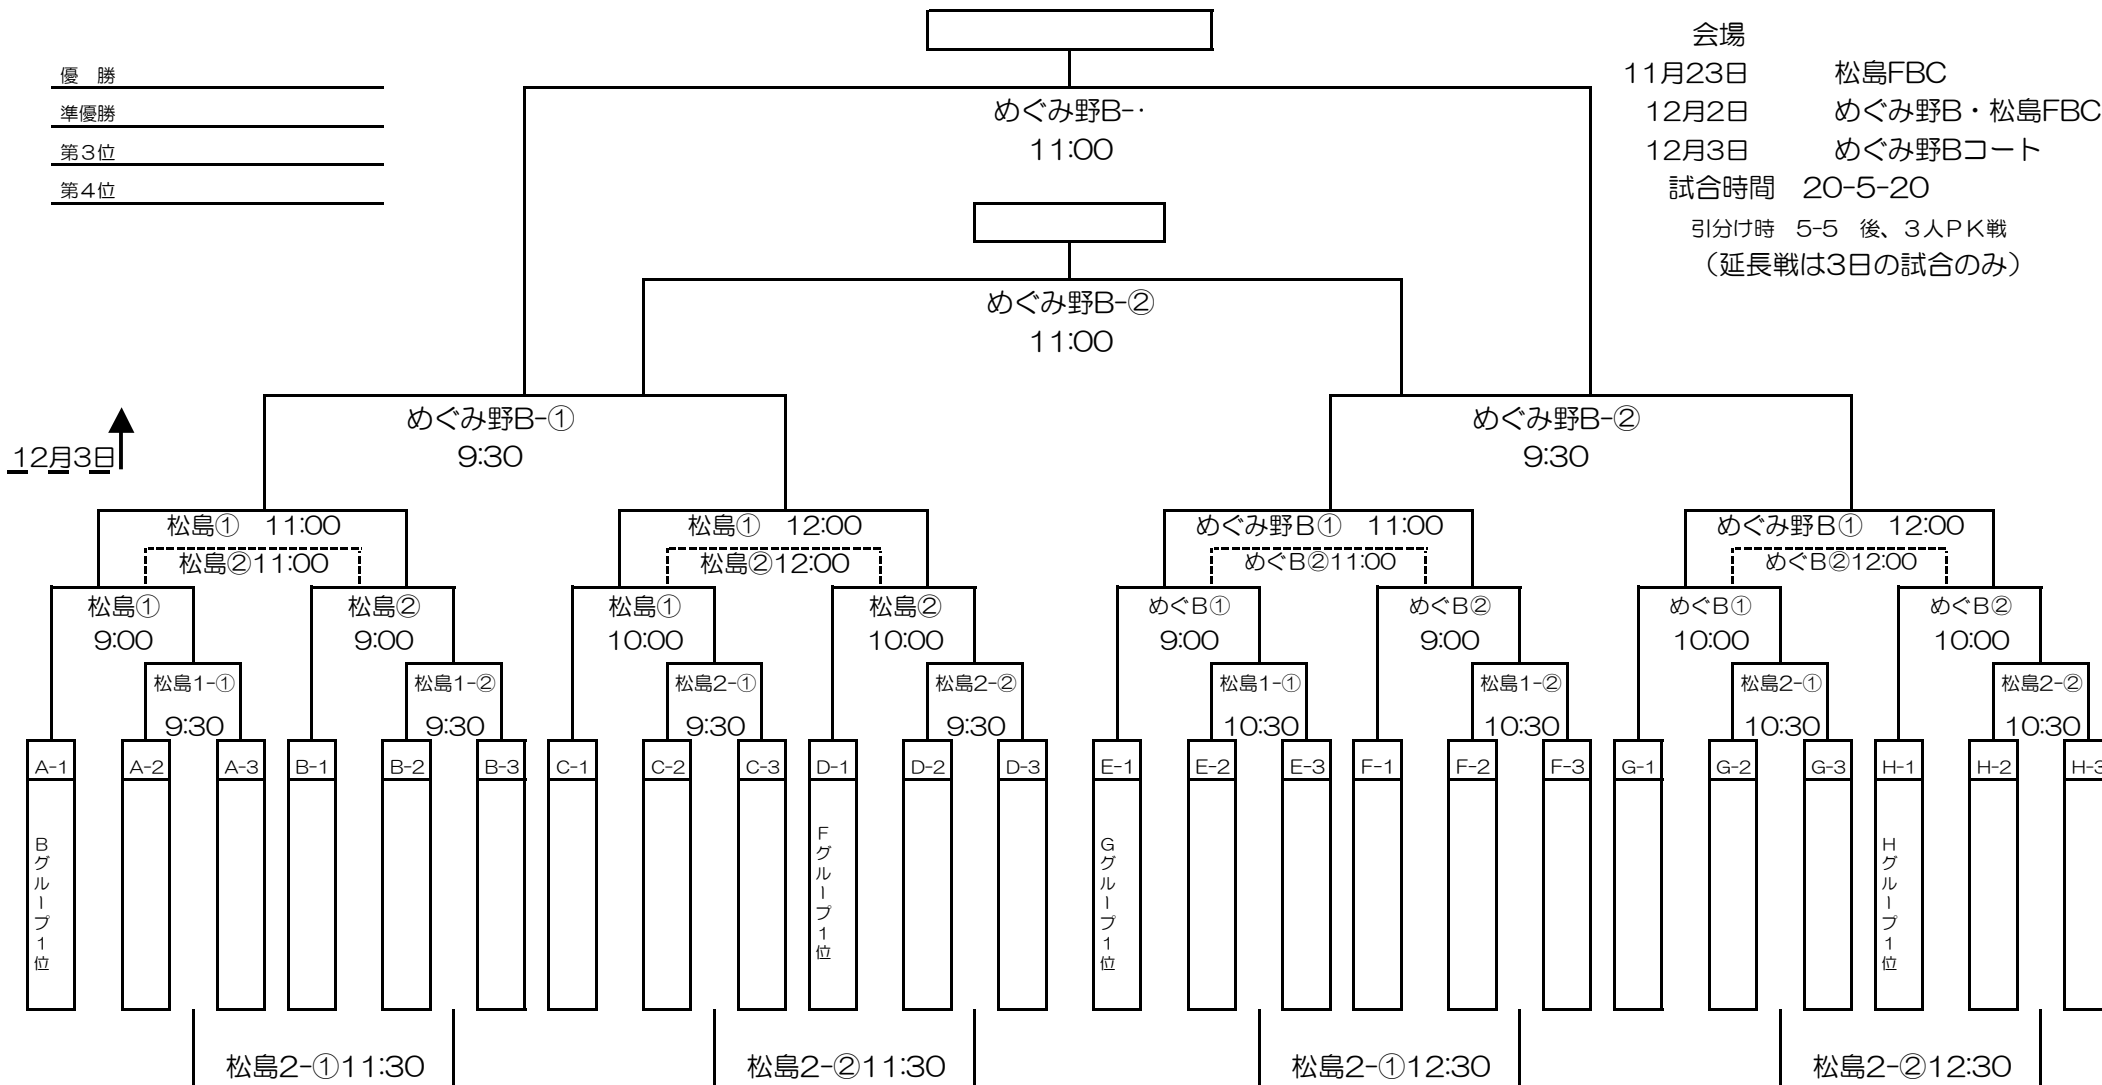 会場
優　勝
準優勝
第３位
第４位
11月23日　松島FBC
12月2日　めぐみ野B・松島FBC
12月3日　めぐみ野Bコート
試合時間　20-5-20
引分け時　5-5　後、３人ＰＫ戦
（延長戦は3日の試合のみ）
めぐみ野B-･
11:00
めぐみ野B-②
11:00
12月3日
めぐみ野B-①
9:30
めぐみ野B-②
9:30
松島①　11:00
松島①　12:00
めぐみ野Ｂ①　11:00
めぐみ野Ｂ①　12:00
松島②11:00
松島②12:00
めぐB②11:00
めぐB②12:00
松島①
松島②
松島①
松島②
めぐB①
めぐB②
めぐB①
めぐB②
9:00
9:00
10:00
10:00
9:00
9:00
10:00
10:00
松島1-①
松島1-②
松島2-①
松島2-②
松島1-①
松島1-②
松島2-①
松島2-②
9:30
9:30
9:30
9:30
10:30
10:30
10:30
10:30
A-1
A-2
A-3
B-1
B-2
B-3
C-1
C-2
C-3
D-1
D-2
D-3
E-1
E-2
E-3
F-1
F-2
F-3
G-1
G-2
G-3
H-1
H-2
H-3
Ｂグループ１位
Ｆグループ１位
Ｇグループ１位
Ｈグループ１位
松島2-①11:30
松島2-②11:30
松島2-①12:30
松島2-②12:30